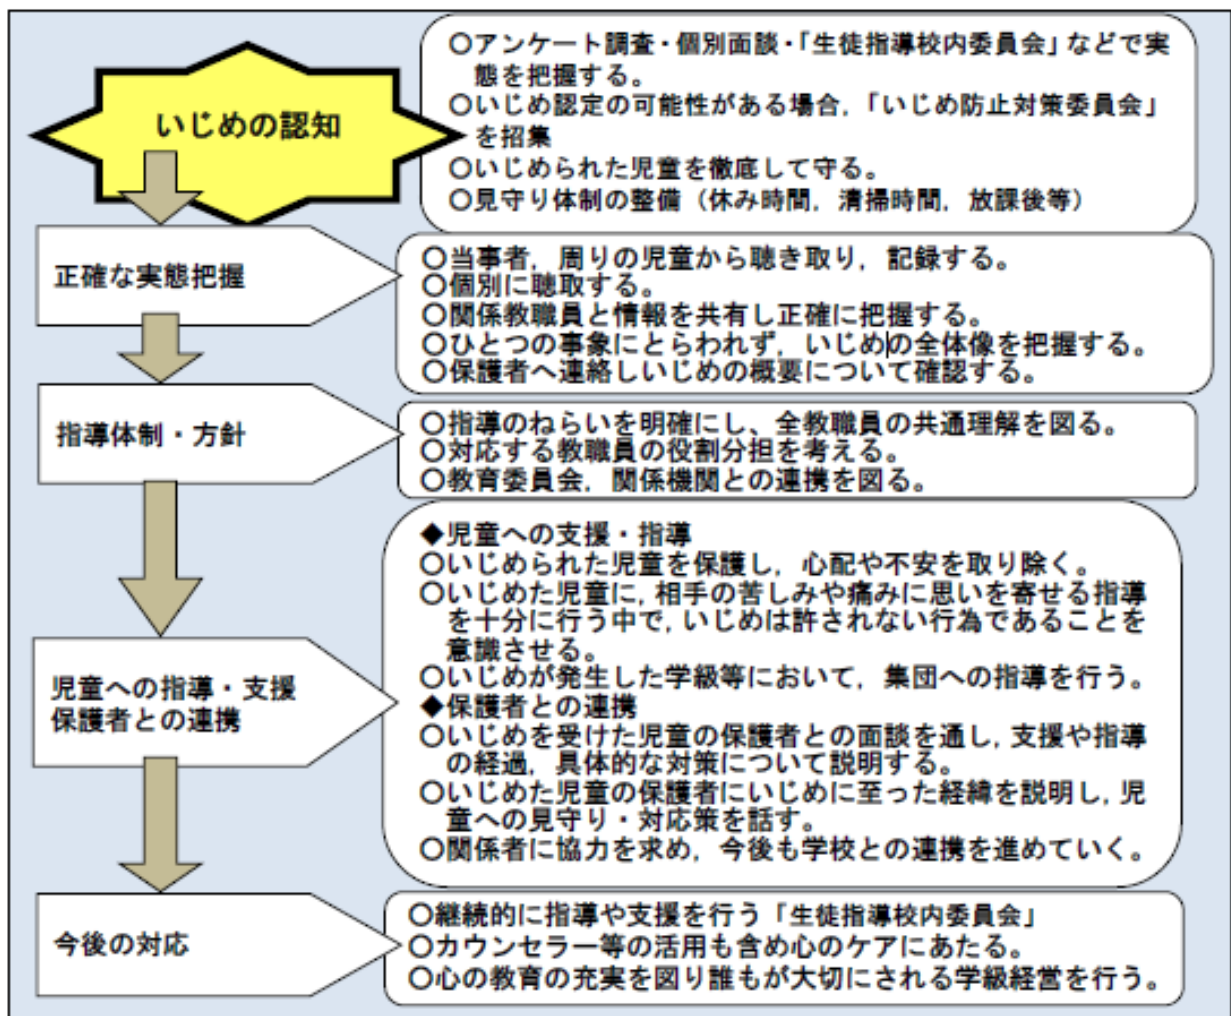 いじめの認知
○アンケート調査・個別面談・「生徒指導校内委員会」などで実
態を把握する。
○いじめ認定の可能性がある場合，「いじめ防止対策委員会」
を招集
○いじめられた児童を徹底して守る。
○見守り体制の整備（休み時間，清掃時間，放課後等）
正確な実態把握
○当事者，周りの児童から聴き取り，記録する。
○個別に聴取する。
○関係教職員と情報を共有し正確に把握する。
○ひとつの事象にとらわれず，いじめの全体像を把握する。
○保護者へ連絡しいじめの概要について確認する。
指導体制・方針
○指導のねらいを明確にし、全教職員の共通理解を図る。
○対応する教職員の役割分担を考える。
○教育委員会，関係機関との連携を図る。
児童への指導・支援
保護者との連携
◆児童への支援・指導
○いじめられた児童を保護し，心配や不安を取り除く。
○いじめた児童に，相手の苦しみや痛みに思いを寄せる指導
を十分に行う中で，いじめは許されない行為であることを
意識させる。
○いじめが発生した学級等において，集団への指導を行う。
◆保護者との連携
○いじめを受けた児童の保護者との面談を通し，支援や指導
の経過，具体的な対策について説明する。
○いじめた児童の保護者にいじめに至った経緯を説明し，児
童への見守り・対応策を話す。
○関係者に協力を求め，今後も学校との連携を進めていく。
今後の対応
○継続的に指導や支援を行う「生徒指導校内委員会」
○カウンセラー等の活用も含め心のケアにあたる。
○心の教育の充実を図り誰もが大切にされる学級経営を行う。